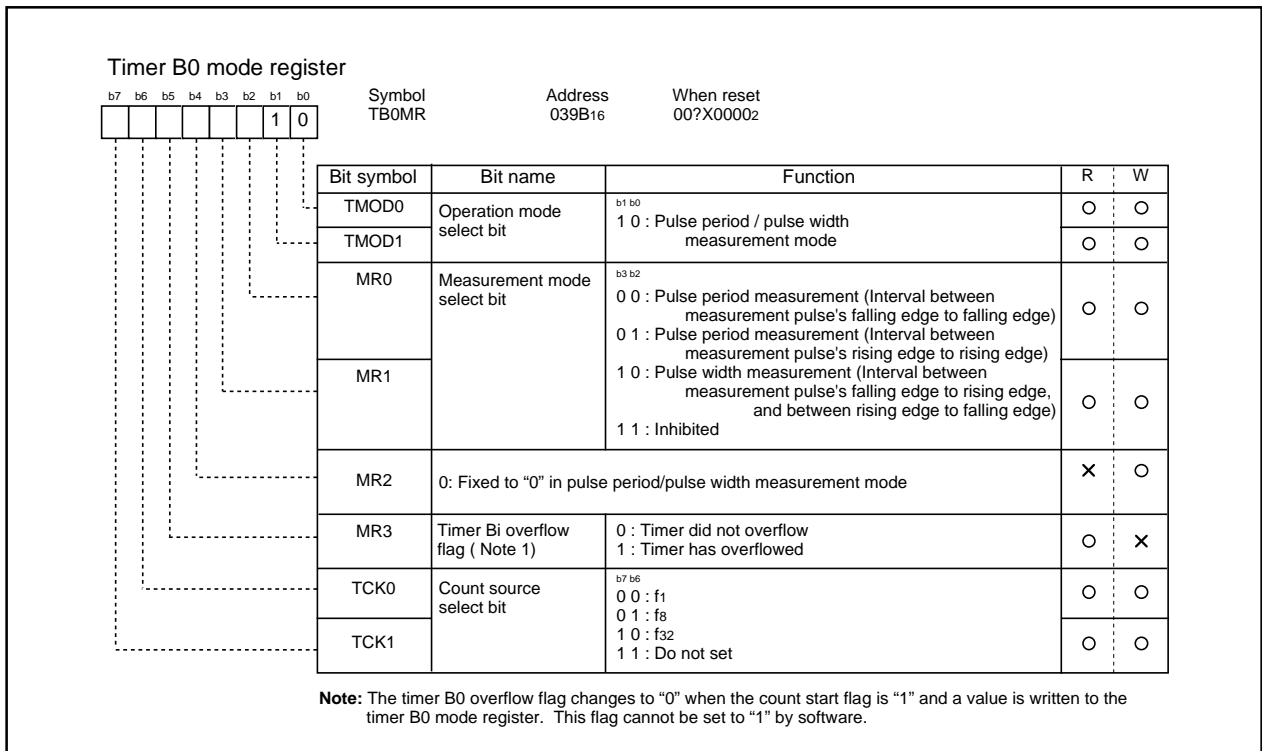 Timer B0 mode register
b7 b6 b5 b4 b3 b2 b1 b0
1 0
Symbol Address When reset
TB0MR 039B16 00?X00002
Bit symbol Bit name Function R W
TMOD0 Operation mode select bit
b1 b0
1 0 : Pulse period / pulse width
measurement mode
TMOD1
MR0 Measurement mode select bit
b3 b2
0 0 : Pulse period measurement (Interval between
measurement pulse's falling edge to falling edge)
0 1 : Pulse period measurement (Interval between
measurement pulse's rising edge to rising edge)
MR1
1 0 : Pulse width measurement (Interval between
measurement pulse's falling edge to rising edge,
and between rising edge to falling edge)
1 1 : Inhibited
MR2 0: Fixed to “0” in pulse period/pulse width measurement mode
MR3 Timer Bi overflow flag ( Note 1)
0 : Timer did not overflow
1 : Timer has overflowed
TCK0 Count source select bit
b7 b6
0 0 : f1
0 1 : f8
TCK1
1 0 : f32
1 1 : Do not set
Note: The timer B0 overflow flag changes to “0” when the count start flag is “1” and a value is written to the
timer B0 mode register. This flag cannot be set to “1” by software.